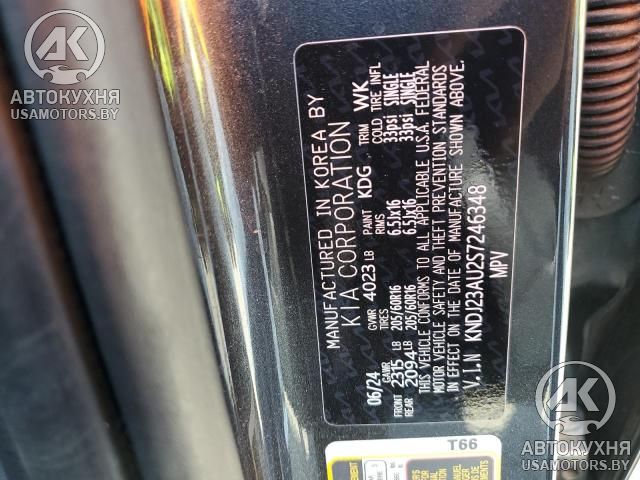 АВТОКУХНЯ
USAMOTORS.BY
MANUFACTURED IN KOREA BY
KIA CORPORATION
06/24 GVWR 4023 LB PAINT KDG TRIM WK
GAWR TIRES RIMS COLD TIRE INFL
FRONT 2315 LB 205/60R16 6.5JX16 33psi SINGLE
REAR 2094LB 205/60R16 6.5JX16 33psi SINGLE
THIS VEHICLE CONFORMS TO ALL APPLICABLE U.S.A. FEDERAL
MOTOR VEHICLE SAFETY AND THEFT PREVENTION STANDARDS
IN EFFECT ON THE DATE OF MANUFACTURE SHOWN ABOVE.
V.I.N KNDJ23AU2S7246348
MPV
T66
АВТОКУХНЯ
USAMOTORS.BY